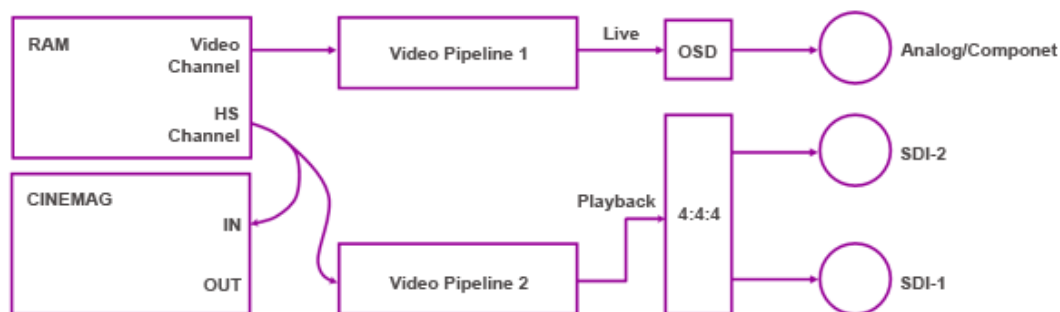 RAM
Video
Channel
HS
Channel
Video Pipeline 1
Live
OSD
Analog/Componet
CINEMAG
IN
OUT
Video Pipeline 2
Playback
4:4:4
SDI-2
SDI-1